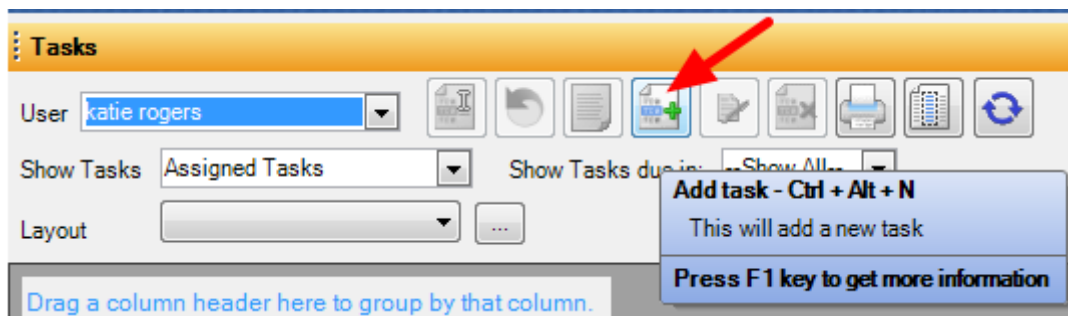 Tasks
User katie rogers
Show Tasks Assigned Tasks Show Tasks due in: --Show All--
Add task - Ctrl + Alt + N
This will add a new task
Layout ...
Press F1 key to get more information
Drag a column header here to group by that column.